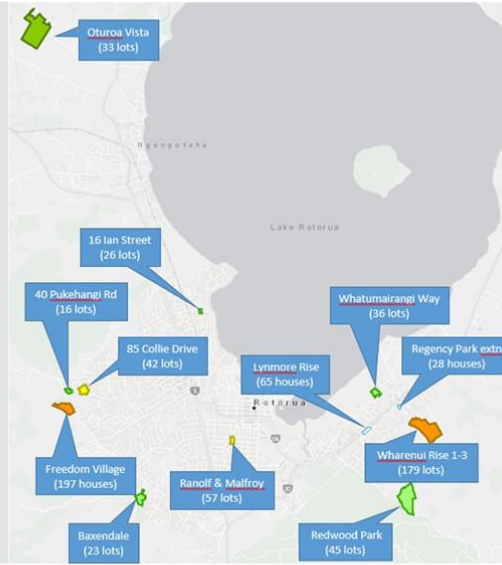 Oturoa Vista
(33 lots)
Ngongotaha
Lake Rotorua
16 Ian Street
(26 lots)
40 Pukehangi Rd
(16 lots)
85 Collie Drive
(42 lots)
Whatumairangi Way
(36 lots)
Regency Park extn
(28 houses)
Lynmore Rise
(65 houses)
Rotorua
Freedom Village
(197 houses)
Ranolf & Malfroy
(57 lots)
Wharenui Rise 1-3
(179 lots)
Baxendale
(23 lots)
Redwood Park
(45 lots)